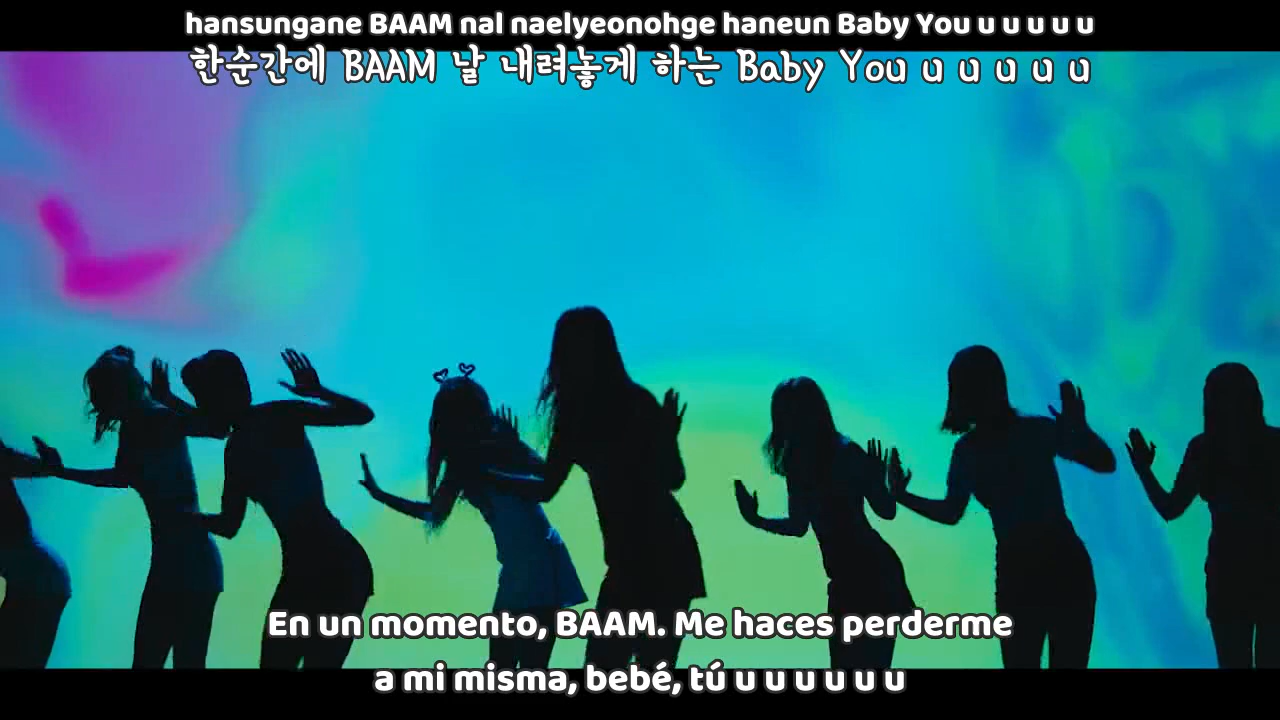 hansungane BAAM nal naelyeonohge haneun Baby You u u u u u
한순간에 BAAM 날 내려놓게 하는 Baby You u u u u u
En un momento, BAAM. Me haces perderme
a mi misma, bebé, tú u u u u u u